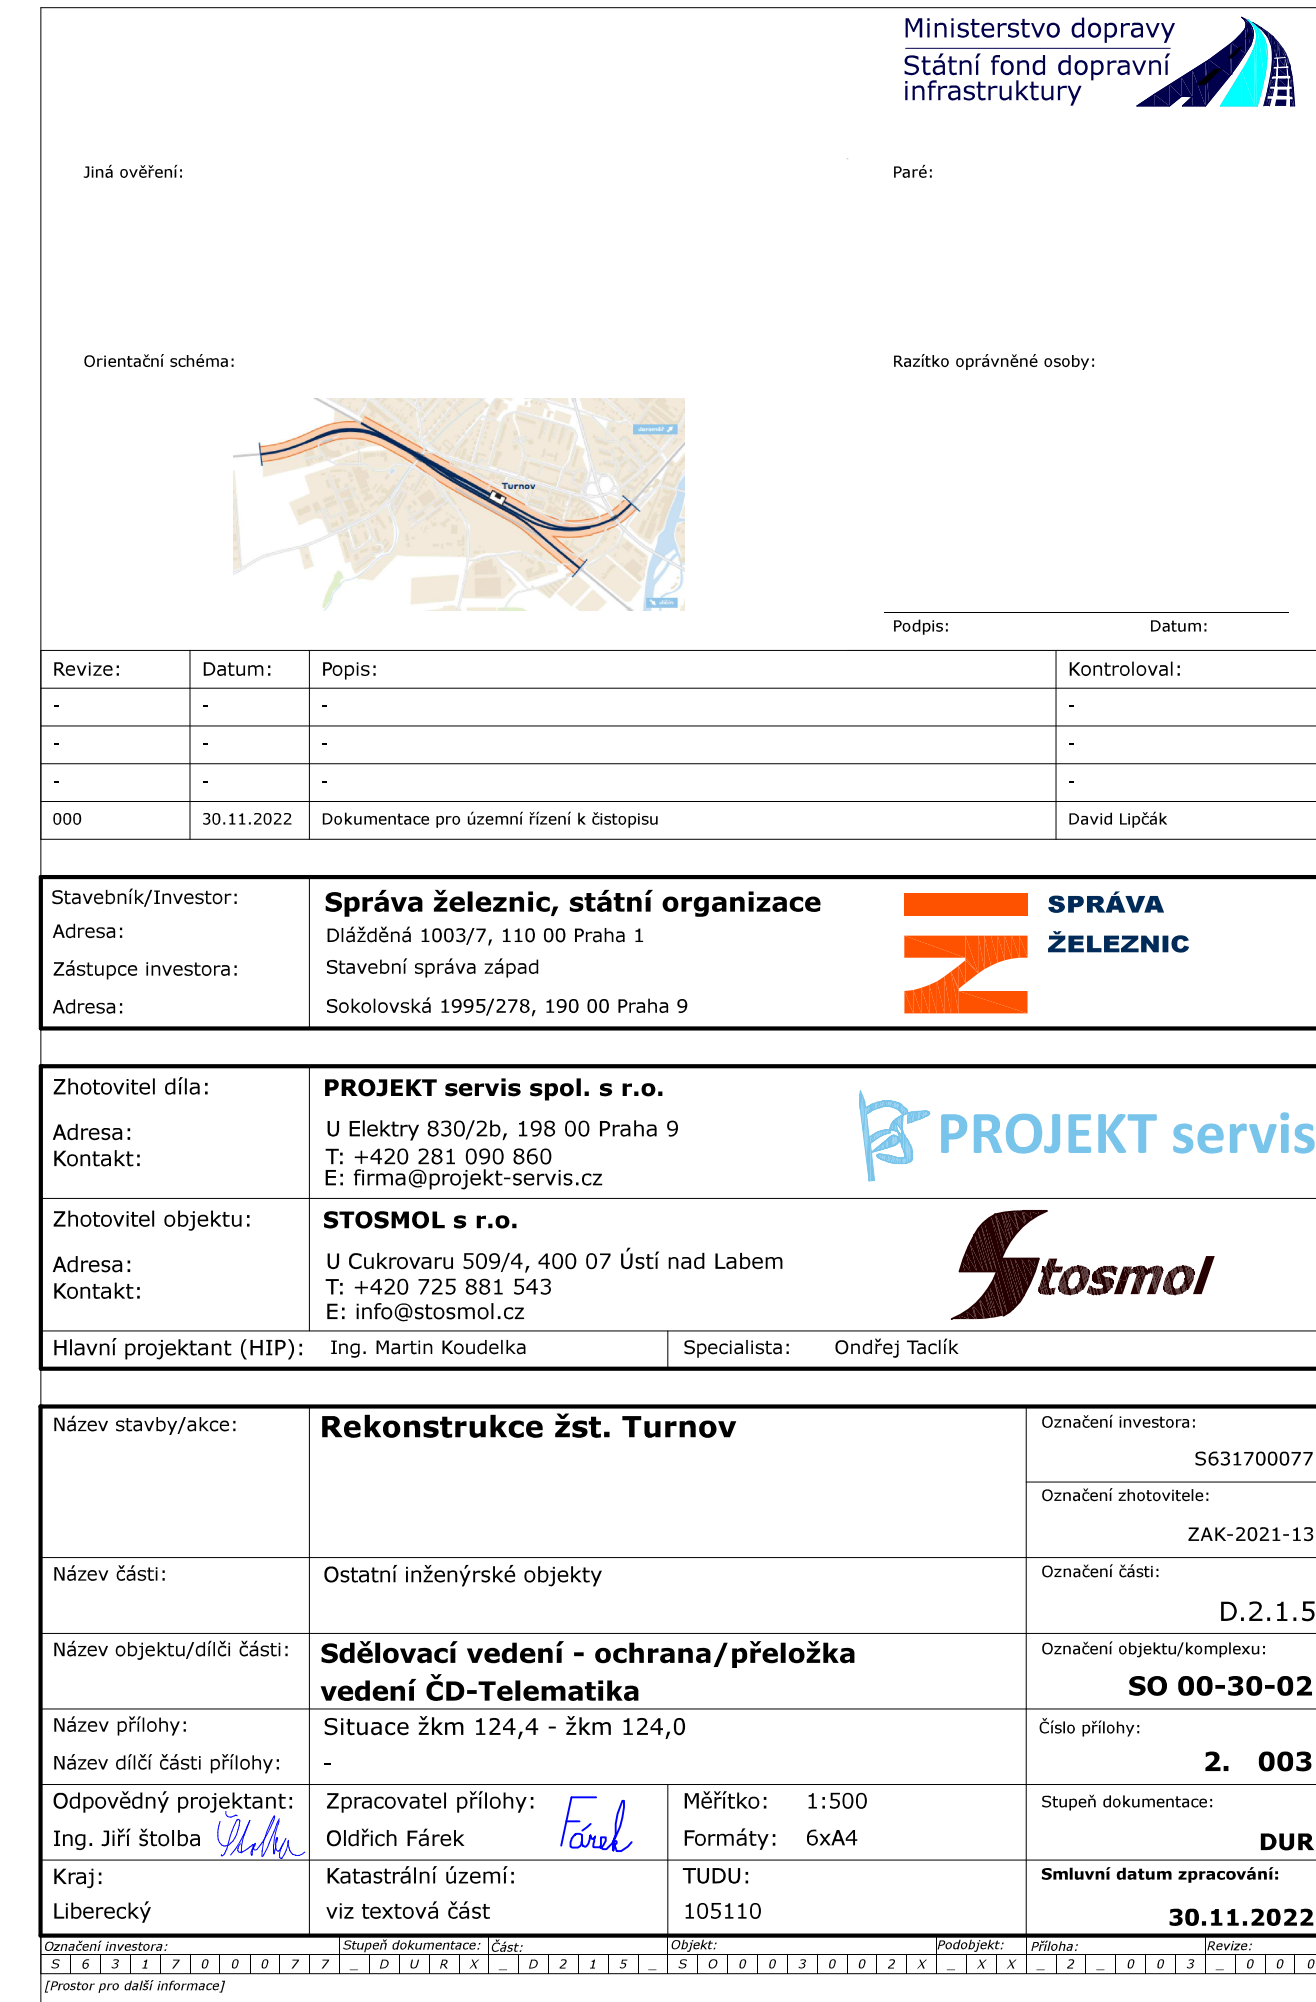 Ministerstvo dopravy
Státní fond dopravní
infrastruktury
Jiná ověření:
Paré:
Orientační schéma:
Razítko oprávněné osoby:
Jaroměř
Turnov
Podpis:
Datum:
Revize: Datum: Popis: Kontroloval:
- - - -
- - - -
- - - -
000 30.11.2022 Dokumentace pro územní řízení k čistopisu David Lipčák
Stavebník/Investor: Správa železnic, státní organizace
Adresa: Dlážděná 1003/7, 110 00 Praha 1
Zástupce investora: Stavební správa západ
Adresa: Sokolovská 1995/278, 190 00 Praha 9
SPRÁVA
ŽELEZNIC
Zhotovitel díla: PROJEKT servis spol. s r.o.
Adresa: U Elektry 830/2b, 198 00 Praha 9
Kontakt: T: +420 281 090 860
E: firma@projekt-servis.cz
PROJEKT servis
Zhotovitel objektu: STOSMOL s r.o.
Adresa: U Cukrovaru 509/4, 400 07 Ústí nad Labem
Kontakt: T: +420 725 881 543
E: info@stosmol.cz
Stosmol
Hlavní projektant (HIP): Ing. Martin Koudelka Specialista: Ondřej Taclík
Název stavby/akce: Rekonstrukce žst. Turnov
Označení investora:
S631700077
Označení zhotovitele:
ZAK-2021-13
Název části: Ostatní inženýrské objekty
Označení části:
D.2.1.5
Název objektu/dílči části: Sdělovací vedení - ochrana/přeložka
vedení ČD-Telematika
Označení objektu/komplexu:
SO 00-30-02
Název přílohy: Situace žkm 124,4 - žkm 124,0
Název dílčí části přílohy: -
Číslo přílohy:
2. 003
Odpovědný projektant: Zpracovatel přílohy: Měřítko: 1:500 Stupeň dokumentace:
Ing. Jiří štolba Štolba Oldřich Fárek Fárek Formáty: 6xA4 DUR
Kraj: Katastrální území: TUDU: Smluvní datum zpracování:
Liberecký viz textová část 105110 30.11.2022
Označení investora: Stupeň dokumentace: Část: Objekt: Podobjekt: Příloha: Revize:
S 6 3 1 7 0 0 0 7 7 _ D U R X _ D 2 1 5 _ S O 0 0 3 0 0 2 X _ X X _ 2 _ 0 0 3 _ 0 0 0
[Prostor pro další informace]